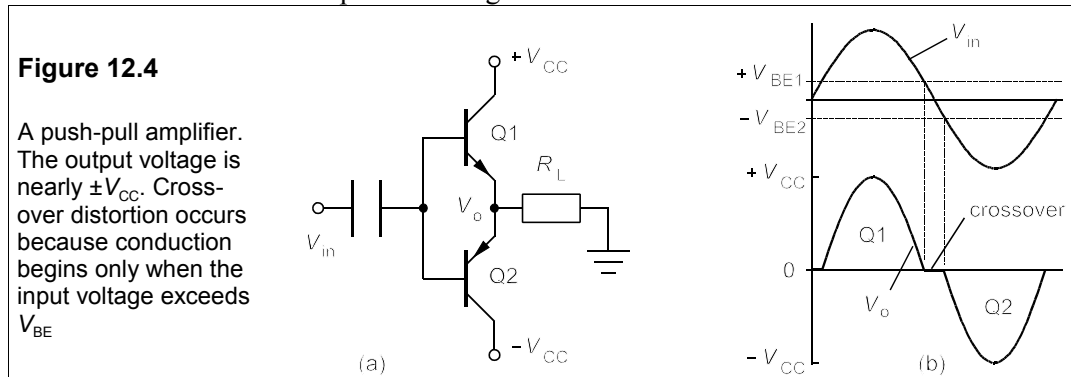 Figure 12.4
A push-pull amplifier.
The output voltage is
nearly ±VCC. Cross-
over distortion occurs
because conduction
begins only when the
input voltage exceeds
VBE
+ VCC
Q1
RL
Vo
Vin
Q2
− VCC
(a)
Vin
+ VBE1
− VBE2
+ VCC
crossover
Q1
0
Vo
Q2
− VCC
(b)